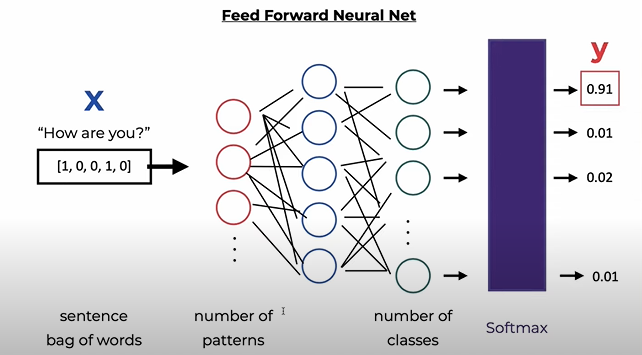 Feed Forward Neural Net
X
"How are you?"
[1, 0, 0, 1, 0]
y
0.91
0.01
0.02
0.01
sentence
bag of words
number of
patterns
number of
classes
Softmax